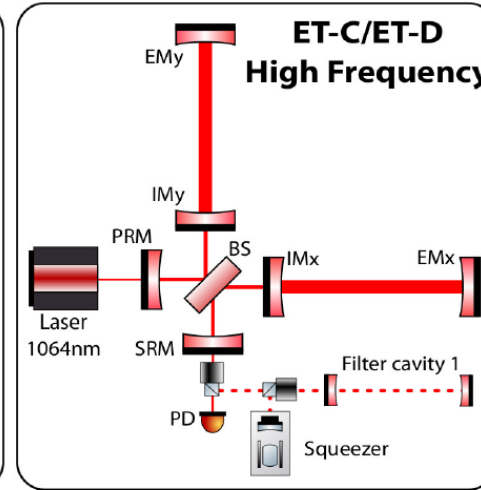 ET-C/ET-D
High Frequency
EMy
IMy
PRM
BS
IMx
EMx
Laser
1064nm
SRM
Filter cavity 1
PD
Squeezer